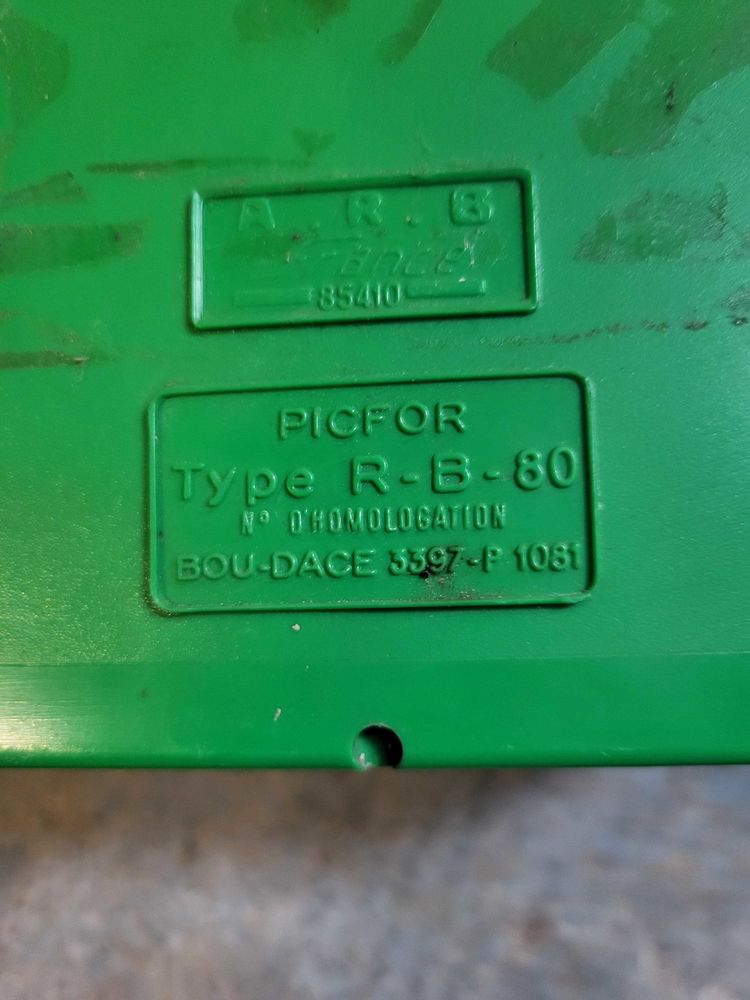 A.R.B
France
85410
PICFOR
Type R-B-80
N° D'HOMOLOGATION
BOU-DACE 3397-P 1081